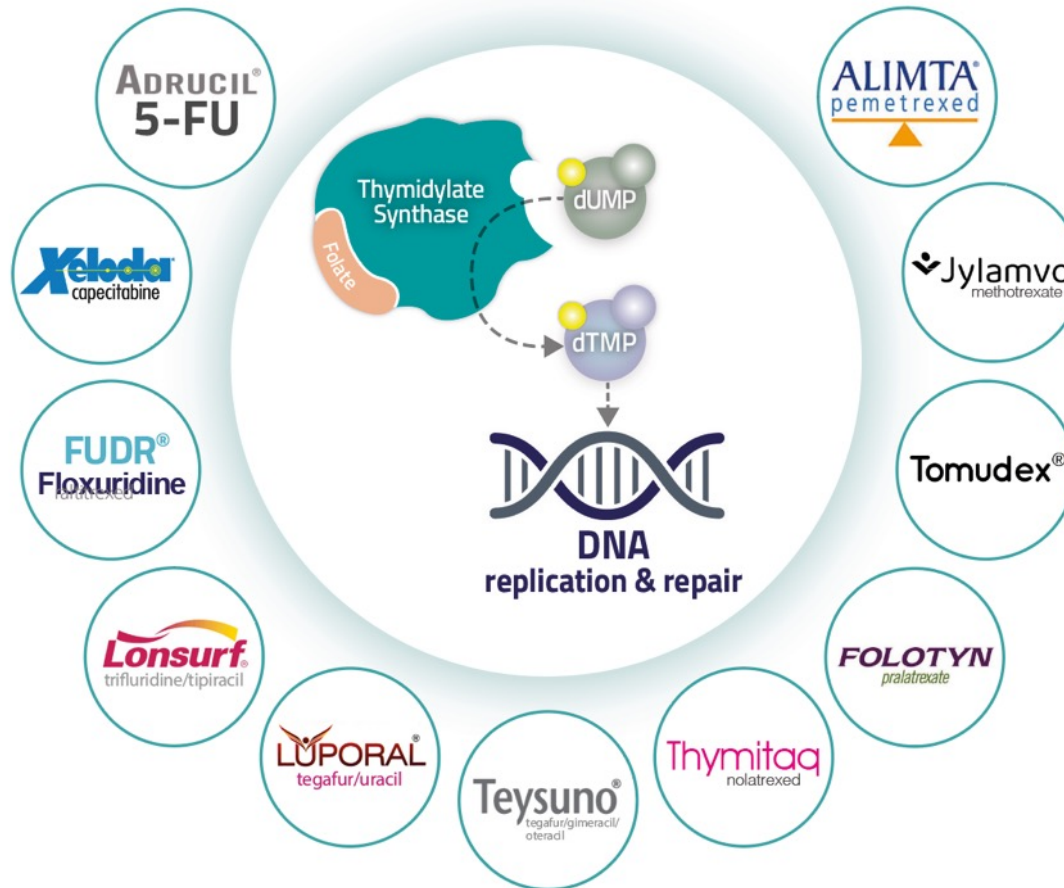 ADRUCIL®
5-FU
ALIMTA®
pemetrexed
Thymidylate
Synthase
Folate
dUMP
dTMP
DNA
replication & repair
Xeloda®
capecitabine
Jylamvo
methotrexate
FUDR®
Floxuridine
raltitrexed
Tomudex®
Lonsurf®
trifluridine/tipiracil
FOLOTYN
pralatrexate
LUPORAL®
tegafur/uracil
Thymitaq
nolatrexed
Teysuno®
tegafur/gimeracil/
oteracil